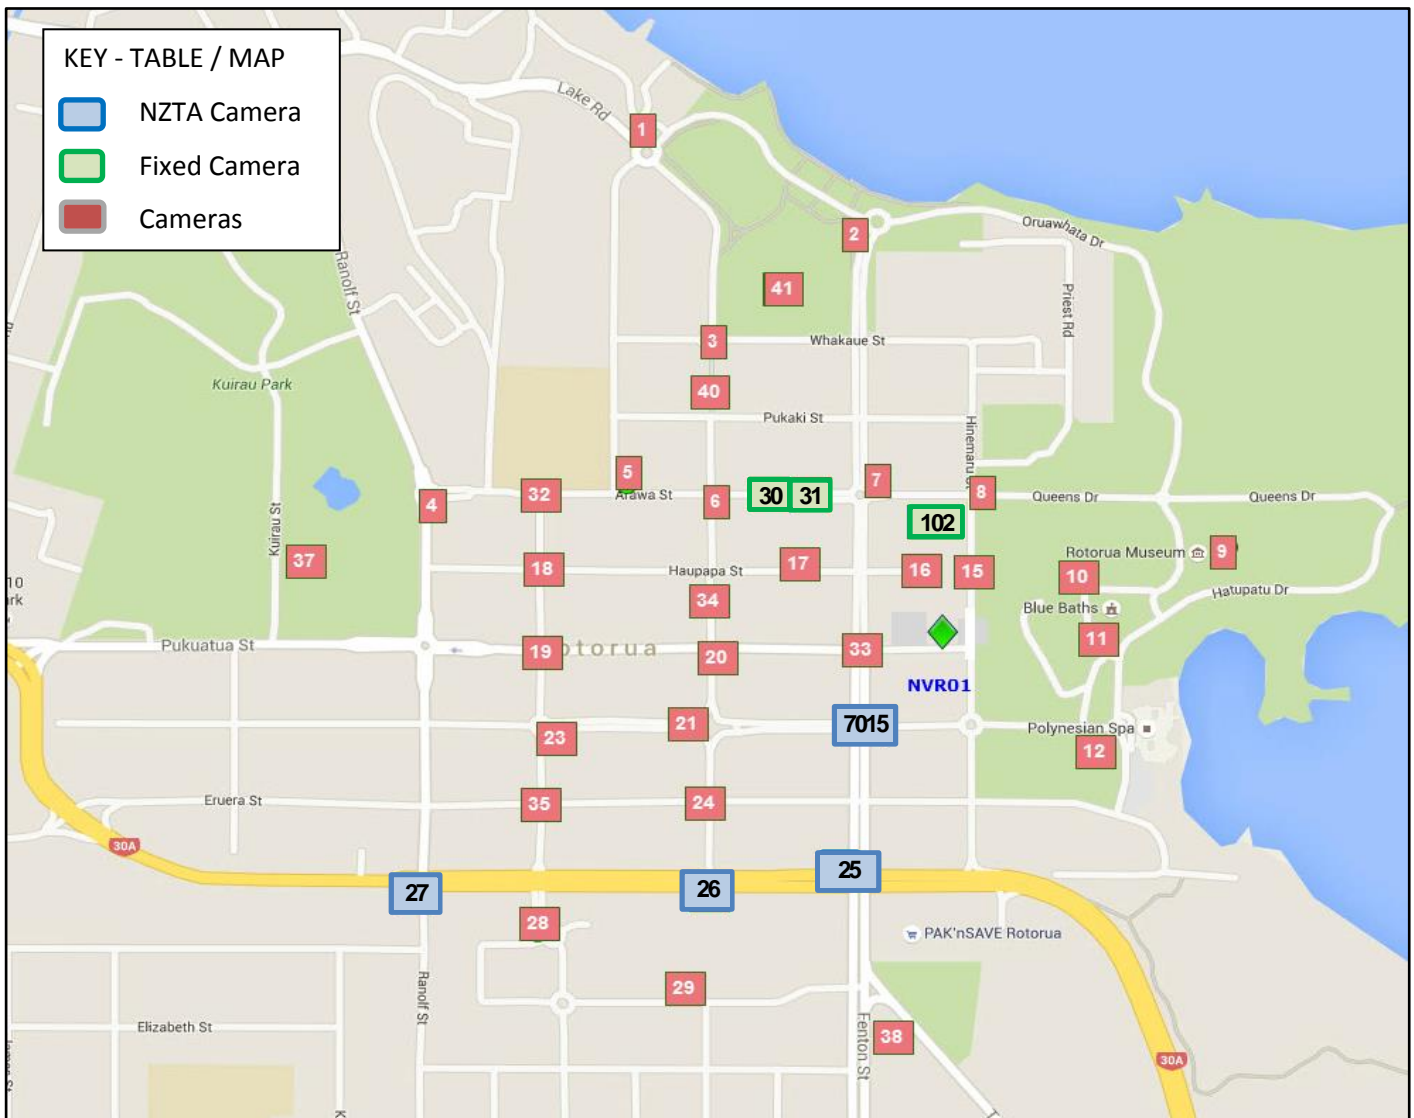 KEY - TABLE / MAP
NZTA Camera
Fixed Camera
Cameras
Lake Rd
1
2
Oruawhata Dr
Ranolf St
41
Priest Rd
3
Whakaue St
Kuirau Park
40
Pukaki St
Hinemaru St
5
7
4
32
Arawa St
6
30
31
8
Queens Dr
Queens Dr
102
Kuirau St
37
18
Haupapa St
17
16
15
10
Rotorua Museum
9
10
ark
34
Blue Baths
Hatupatu Dr
11
Pukuatua St
19
otorua
20
33
NVR01
23
21
7015
Polynesian Spa
12
Eruera St
35
24
30A
27
26
25
28
PAK'nSAVE Rotorua
29
Ranolf St
Elizabeth St
Fenton St
38
30A